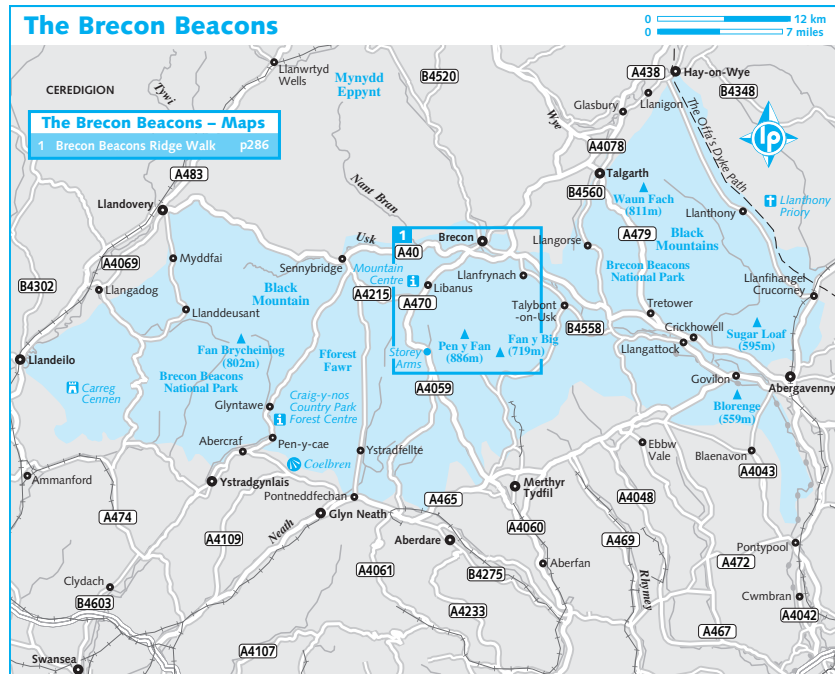 The Brecon Beacons
0 12 km
0 7 miles
CEREDIGION
Tywi
Llanwrtyd
Wells
Mynydd
Eppynt
B4520
A438
Hay-on-Wye
B4348
Glasbury
Llanigon
Wye
The Offa's Dyke Path
lp
The Brecon Beacons – Maps
1 Brecon Beacons Ridge Walk p286
A483
A4078
Talgarth
Nant Bran
B4560
Waun Fach
(811m)
Llanthony
Priory
Llandovery
Llanthony
Usk
1
Brecon
A479
Black
Mountains
A40
Llangorse
A4069
Myddfai
Sennybridge
Mountain
Centre
Llanfrynach
Brecon Beacons
National Park
Llanfihangel
Crucorney
B4302
Llangadog
Black
Mountain
A4215
Libanus
A470
Talybont
-on-Usk
Tretower
Llanddeusant
B4558
Crickhowell
Sugar Loaf
(595m)
Llandeilo
Fan Brycheiniog
(802m)
Fforest
Fawr
Storey
Arms
Pen y Fan
(886m)
Fan y Big
(719m)
Llangattock
Brecon Beacons
National Park
Govilon
Abergavenny
Carreg
Cennen
Glyntawe
Craig-y-nos
Country Park
Forest Centre
A4059
Blorenge
(559m)
Abercraf
Pen-y-cae
Ystradfellte
Ebbw
Vale
Blaenavon
Coelbren
A4043
Ammanford
Ystradgynlais
Pontneddfechan
A465
Merthyr
Tydfil
A4048
A474
Neath
Glyn Neath
A4060
A4109
Aberdare
A469
Pontypool
Aberfan
A472
Clydach
A4061
B4275
Rhymey
B4603
Cwmbran
A4233
A4042
A467
A4107
Swansea